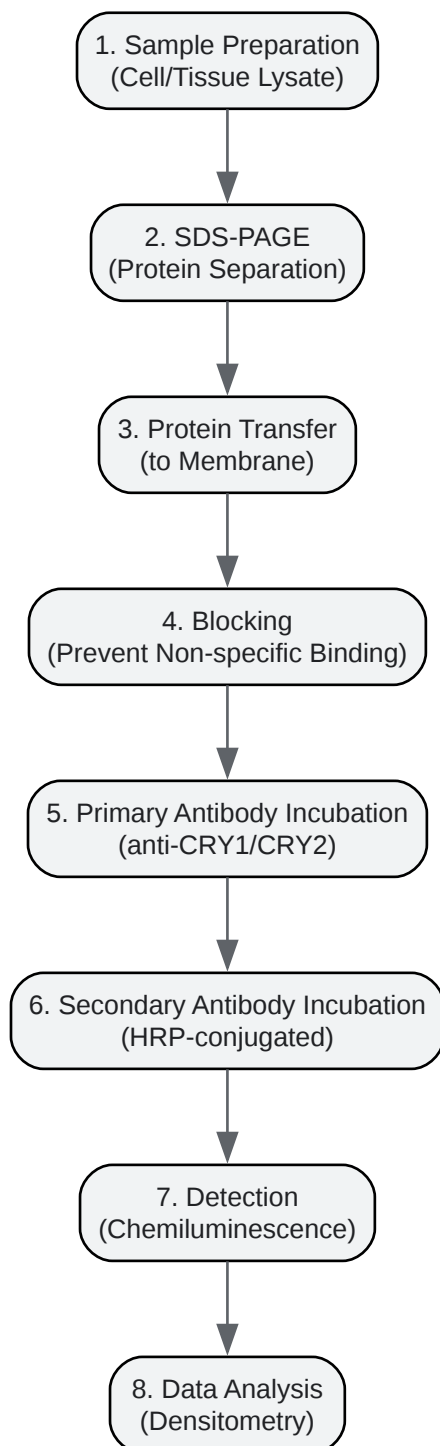 1. Sample Preparation
(Cell/Tissue Lysate)
2. SDS-PAGE
(Protein Separation)
3. Protein Transfer
(to Membrane)
4. Blocking
(Prevent Non-specific Binding)
5. Primary Antibody Incubation
(anti-CRY1/CRY2)
6. Secondary Antibody Incubation
(HRP-conjugated)
7. Detection
(Chemiluminescence)
8. Data Analysis
(Densitometry)